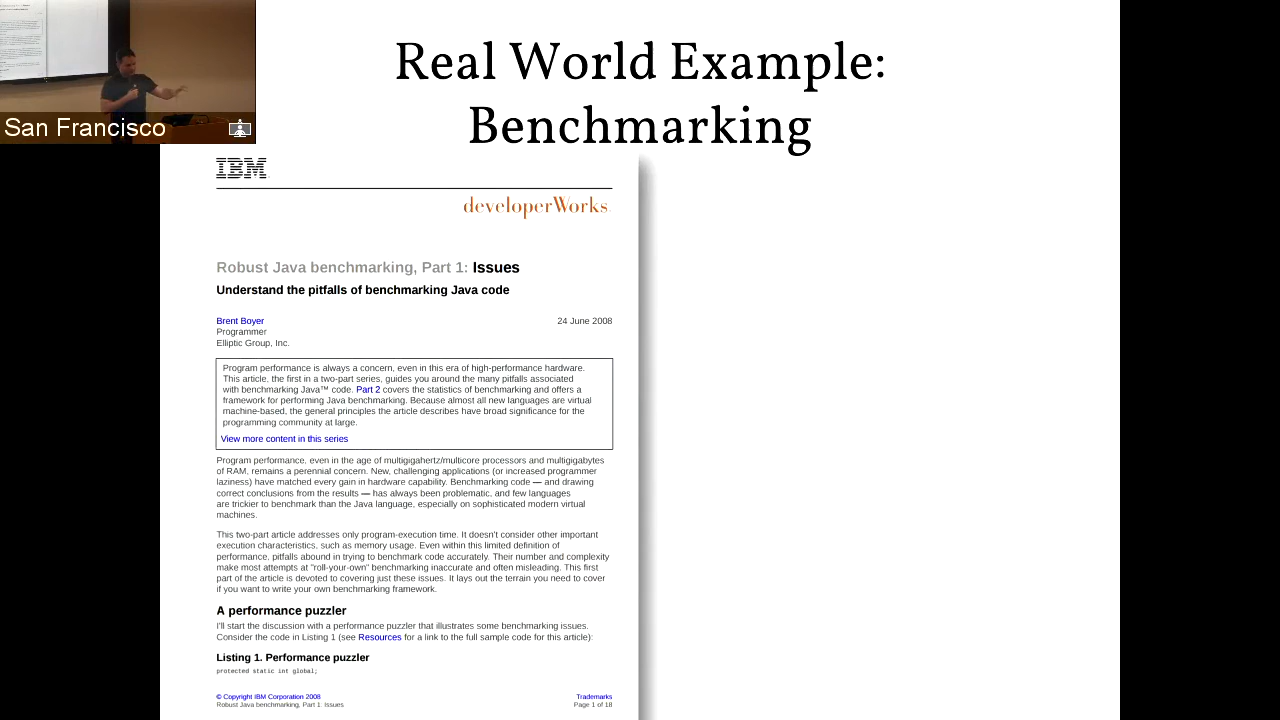 Real World Example:
Benchmarking
San Francisco
IBM
developerWorks.
Robust Java benchmarking, Part 1: Issues
Understand the pitfalls of benchmarking Java code
Brent Boyer
24 June 2008
Programmer
Elliptic Group, Inc.
Program performance is always a concern, even in this era of high-performance hardware.
This article, the first in a two-part series, guides you around the many pitfalls associated
with benchmarking Java™ code. Part 2 covers the statistics of benchmarking and offers a
framework for performing Java benchmarking. Because almost all new languages are virtual
machine-based, the general principles the article describes have broad significance for the
programming community at large.
View more content in this series
Program performance, even in the age of multigigahertz/multicore processors and multigigabytes
of RAM, remains a perennial concern. New, challenging applications (or increased programmer
laziness) have matched every gain in hardware capability. Benchmarking code — and drawing
correct conclusions from the results — has always been problematic, and few languages
are trickier to benchmark than the Java language, especially on sophisticated modern virtual
machines.
This two-part article addresses only program-execution time. It doesn't consider other important
execution characteristics, such as memory usage. Even within this limited definition of
performance, pitfalls abound in trying to benchmark code accurately. Their number and complexity
make most attempts at "roll-your-own" benchmarking inaccurate and often misleading. This first
part of the article is devoted to covering just these issues. It lays out the terrain you need to cover
if you want to write your own benchmarking framework.
A performance puzzler
I'll start the discussion with a performance puzzler that illustrates some benchmarking issues.
Consider the code in Listing 1 (see Resources for a link to the full sample code for this article):
Listing 1. Performance puzzler
protected static int global;
© Copyright IBM Corporation 2008
Trademarks
Robust Java benchmarking, Part 1: Issues
Page 1 of 18